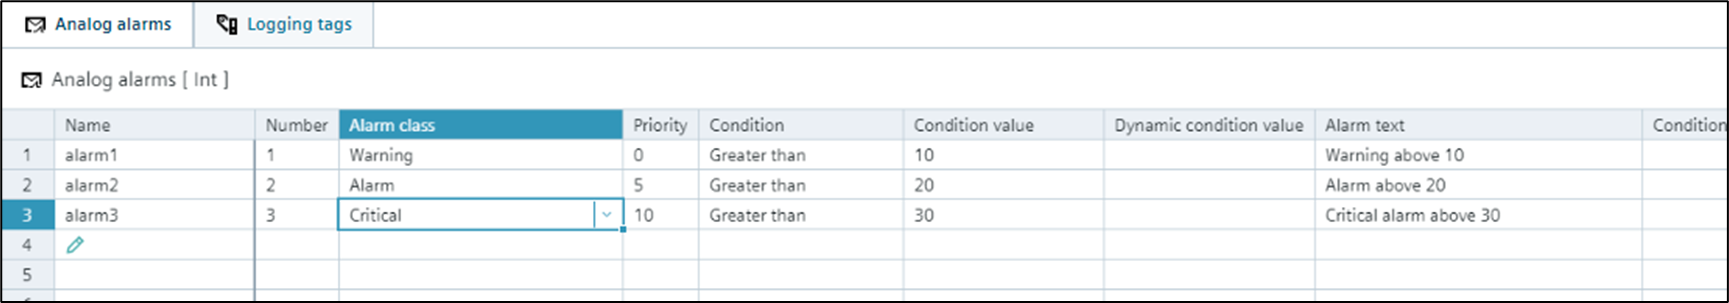 Analog alarms Logging tags
Analog alarms [ Int ]
Name Number Alarm class Priority Condition Condition value Dynamic condition value Alarm text Condition
1 alarm1 1 Warning 0 Greater than 10 Warning above 10
2 alarm2 2 Alarm 5 Greater than 20 Alarm above 20
3 alarm3 3 Critical 10 Greater than 30 Critical alarm above 30
4
5